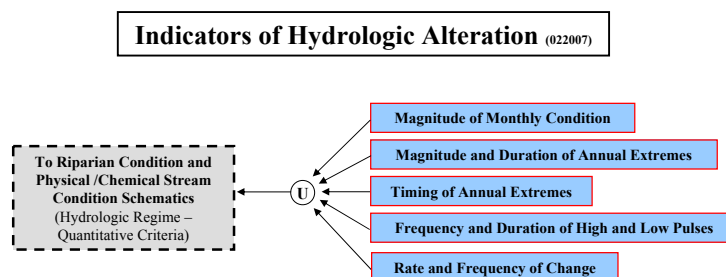 Indicators of Hydrologic Alteration (022007)
Magnitude of Monthly Condition
To Riparian Condition and
Physical /Chemical Stream
Condition Schematics
(Hydrologic Regime –
Quantitative Criteria)
U
Magnitude and Duration of Annual Extremes
Timing of Annual Extremes
Frequency and Duration of High and Low Pulses
Rate and Frequency of Change